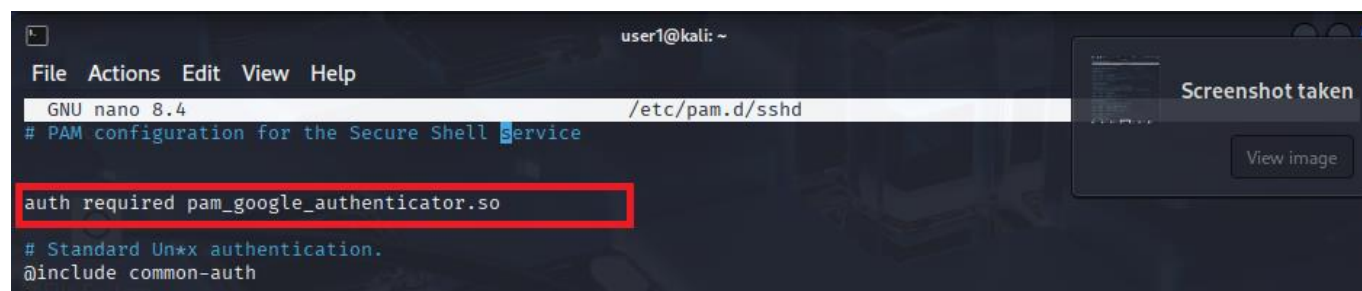 user1@kali: ~
File Actions Edit View Help
Screenshot taken
GNU nano 8.4 /etc/pam.d/sshd
# PAM configuration for the Secure Shell service
View image
auth required pam_google_authenticator.so
# Standard Un*x authentication.
@include common-auth